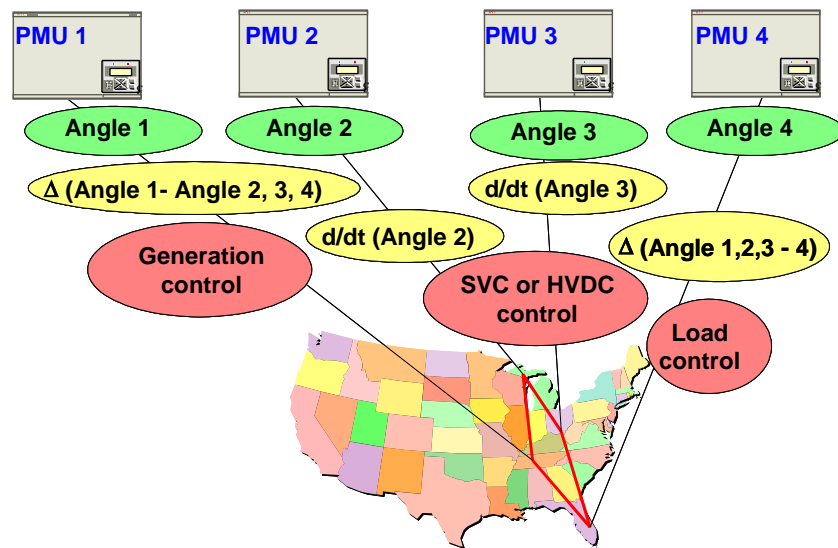 PMU 1
PMU 2
PMU 3
PMU 4
Angle 1
Angle 2
Angle 3
Angle 4
Δ (Angle 1- Angle 2, 3, 4)
d/dt (Angle 3)
d/dt (Angle 2)
Δ (Angle 1,2,3 - 4)
Generation
control
SVC or HVDC
control
Load
control